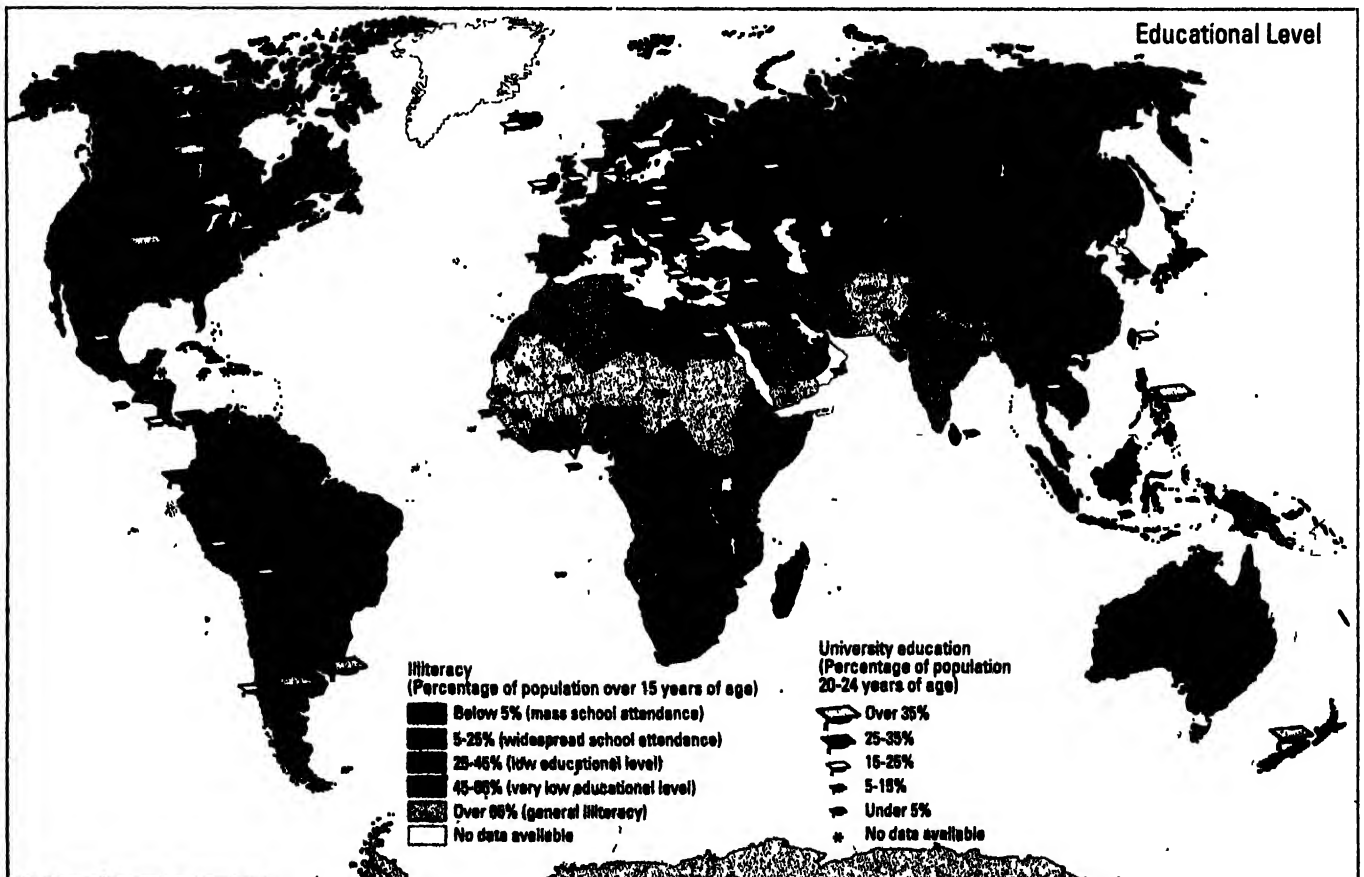 Educational Level
Illiteracy
(Percentage of population over 15 years of age)
Below 5% (mass school attendance)
5-25% (widespread school attendance)
25-45% (low educational level)
45-65% (very low educational level)
Over 65% (general illiteracy)
No data available
University education
(Percentage of population
20-24 years of age)
Over 35%
25-35%
15-25%
5-15%
Under 5%
No data available